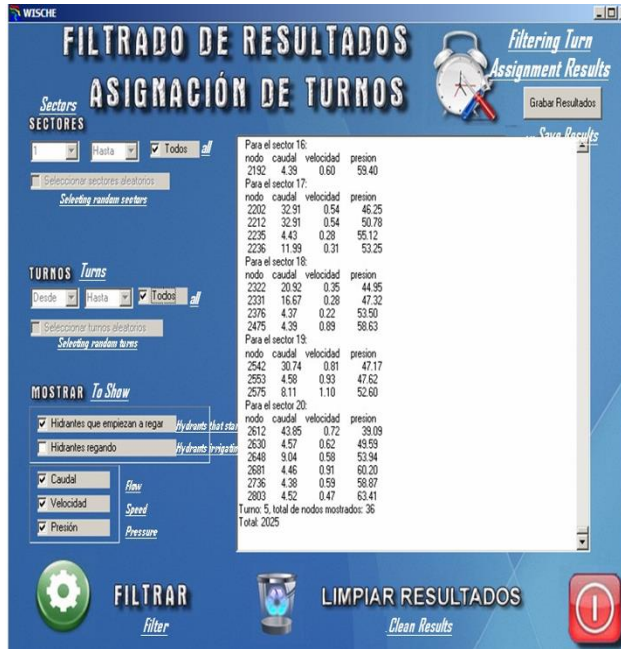 WISCHE
FILTRADO DE RESULTADOS
ASIGNACIÓN DE TURNOS
Filtering Turn
Assignment Results
Grabar Resultados
... Save Results
Sectors
SECTORES
1 Hasta Todos all
Seleccionar sectores aleatorios
Selecting random sectors
TURNOS Turns
Desde Hasta Todos all
Seleccionar turnos aleatorios
Selecting random turns
MOSTRAR To Show
Hidrantes que empiezan a regar Hydrants that star
Hidrantes regando Hydrants irrigatin
Caudal Flow
Velocidad Speed
Presión Pressure
Para el sector 16:
nodo caudal velocidad presion
2192 4.39 0.60 59.40
Para el sector 17:
nodo caudal velocidad presion
2202 32.91 0.54 46.25
2212 32.91 0.54 50.78
2235 4.43 0.28 55.12
2236 11.99 0.31 53.25
Para el sector 18:
nodo caudal velocidad presion
2322 20.92 0.35 44.95
2331 16.67 0.28 47.32
2376 4.37 0.22 53.50
2475 4.39 0.89 58.63
Para el sector 19:
nodo caudal velocidad presion
2542 30.74 0.81 47.17
2553 4.58 0.93 47.62
2575 8.11 1.10 52.60
Para el sector 20:
nodo caudal velocidad presion
2612 43.85 0.72 39.09
2630 4.57 0.62 49.59
2648 9.04 0.58 53.94
2681 4.46 0.91 60.20
2736 4.38 0.59 58.87
2803 4.52 0.47 63.41
Turno: 5, total de nodos mostrados: 36
Total: 2025
FILTRAR
Filter
LIMPIAR RESULTADOS
.Clean Results